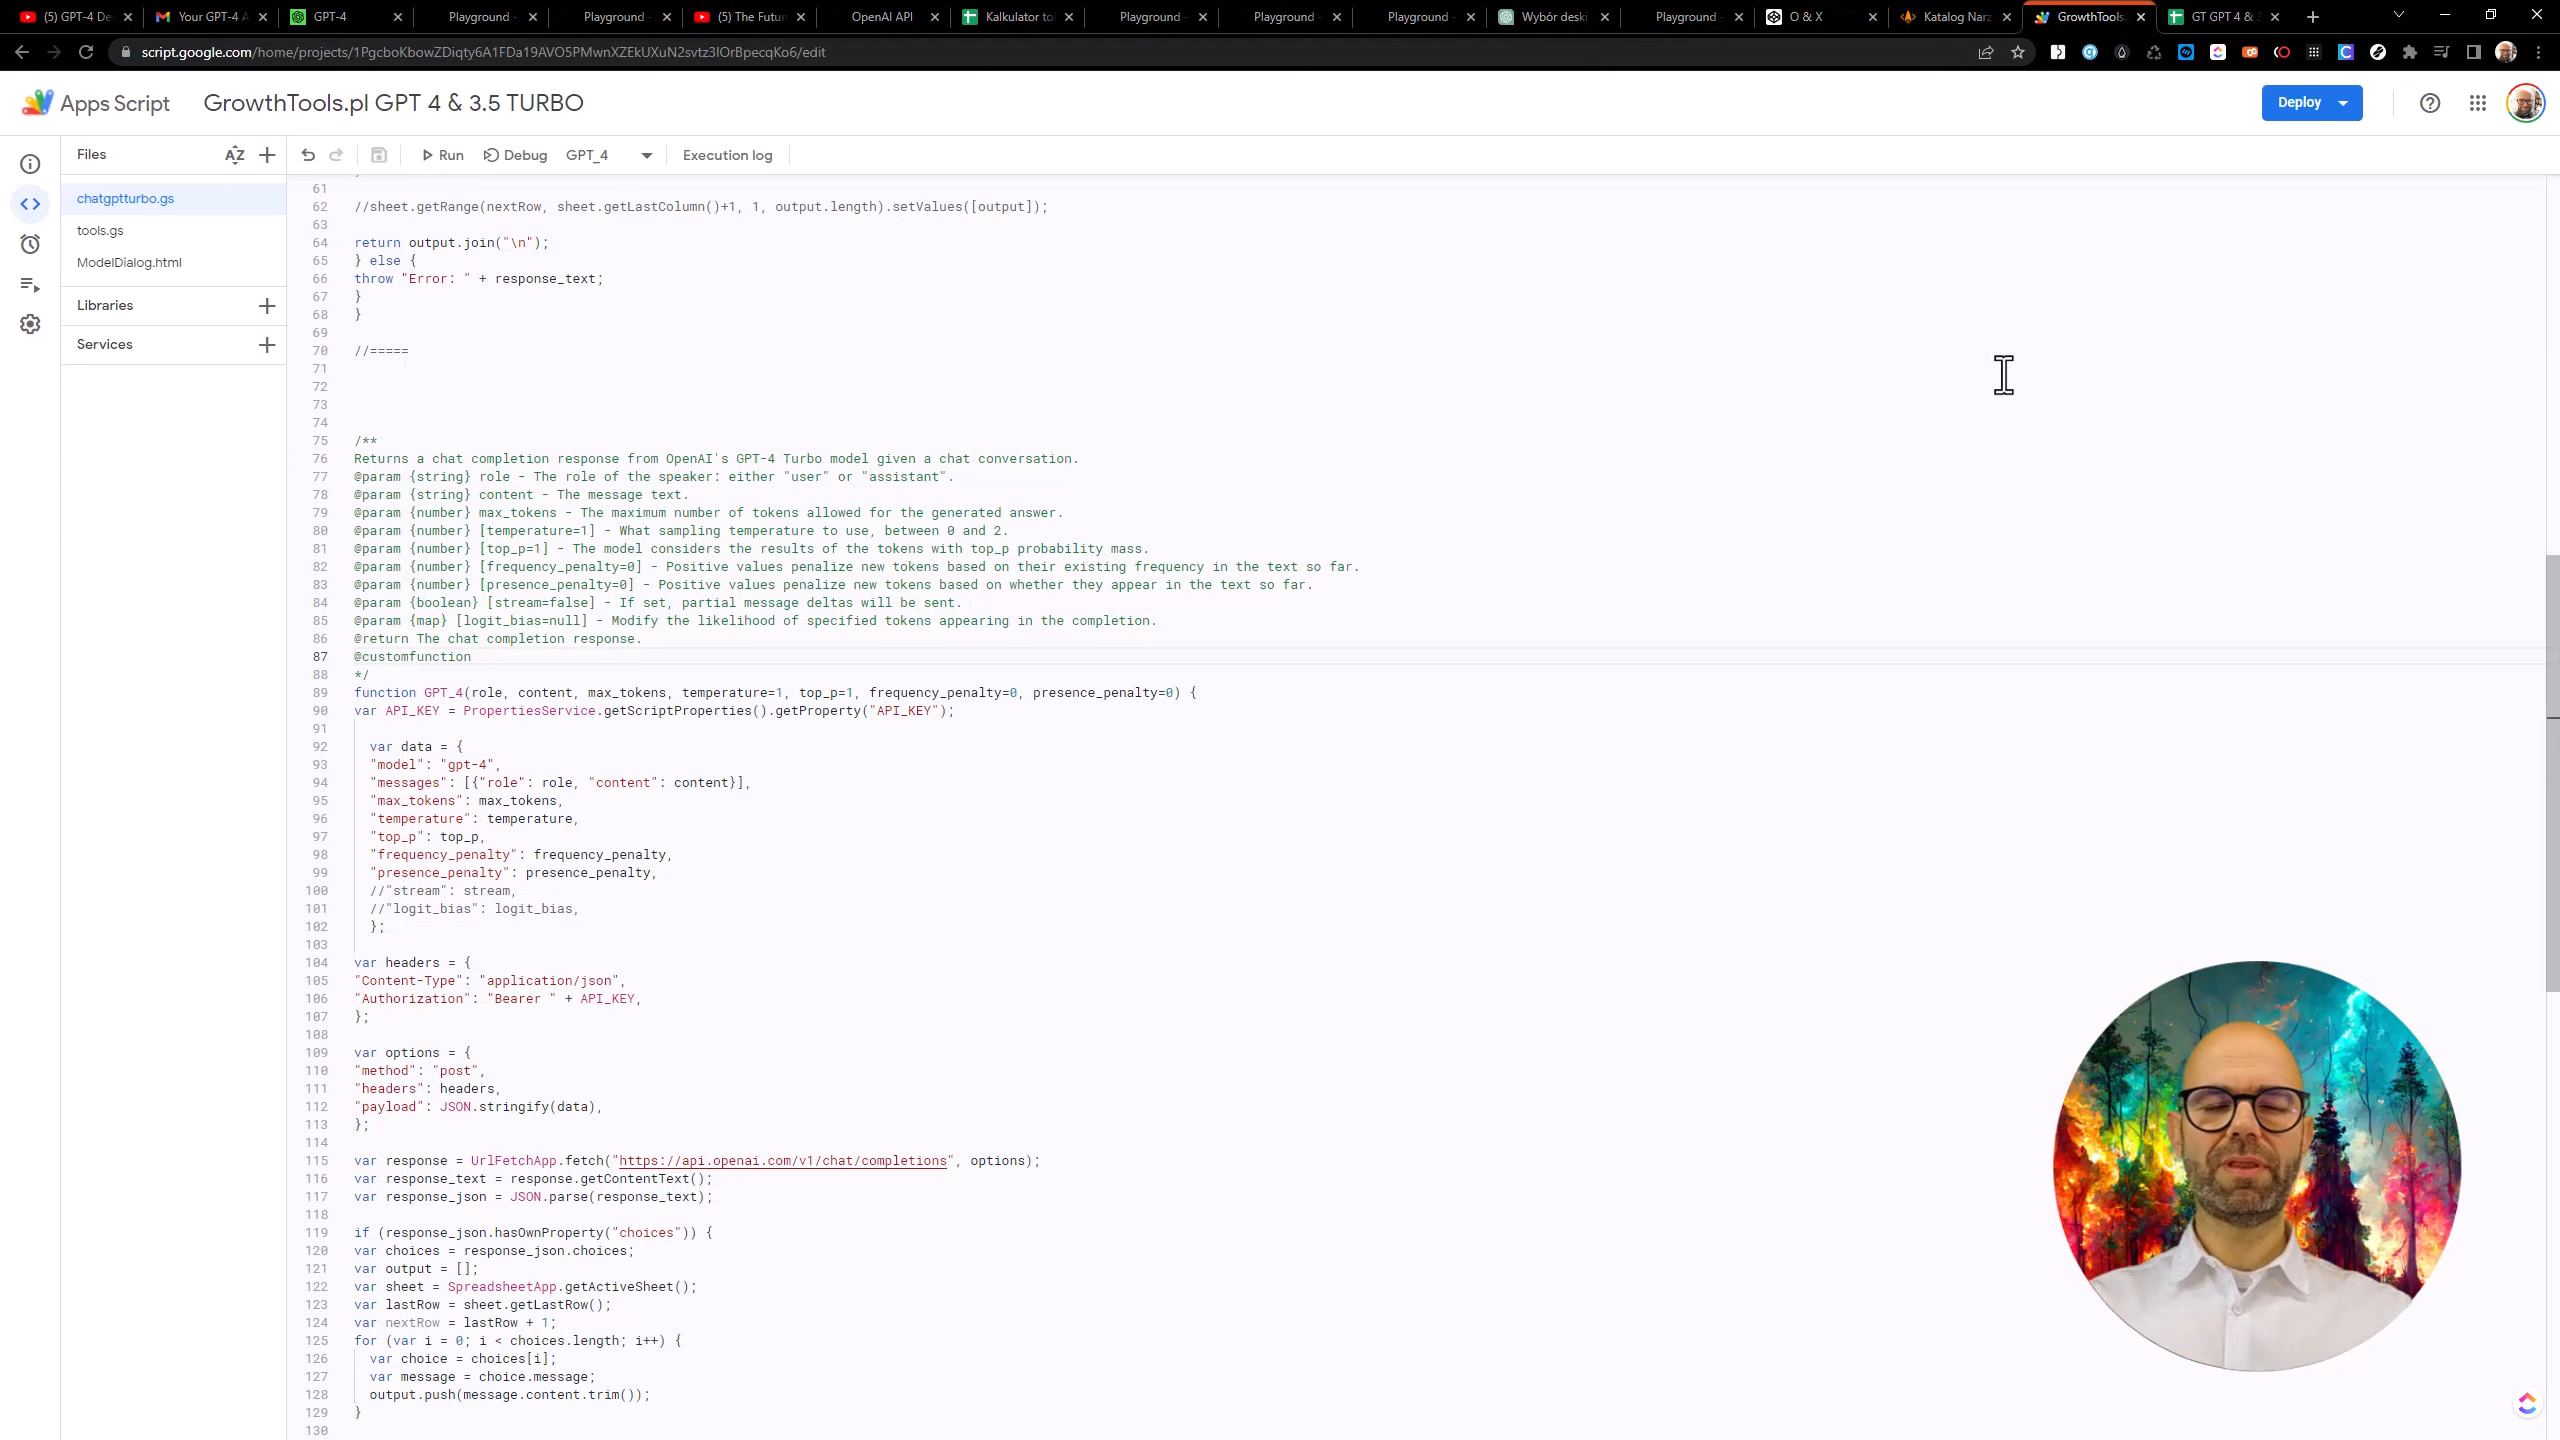 (5) GPT-4 De
Your GPT-4 A
GPT-4
Playground -
Playground -
(5) The Futur
OpenAI API
Kalkulator to
Playground -
Playground -
Playground -
Wybór deski
Playground -
O & X
Katalog Narz
GrowthTools.
GT GPT 4 &
script.google.com/home/projects/1PgcboKbowZDiqty6A1FDa19AVO5PMwnXZEkUXuN2svtz3lOrBpecqKo6/edit
Apps Script
GrowthTools.pl GPT 4 & 3.5 TURBO
Deploy
Files
AZ
Run
Debug
GPT_4
Execution log
chatgptturbo.gs
tools.gs
ModelDialog.html
Libraries
Services
61
62 //sheet.getRange(nextRow, sheet.getLastColumn()+1, 1, output.length).setValues([output]);
63
64 return output.join("\n");
65 } else {
66 throw "Error: " + response_text;
67 }
68 }
69
70 //=====
71
72
73
74
75 /**
76 Returns a chat completion response from OpenAI's GPT-4 Turbo model given a chat conversation.
77 @param {string} role - The role of the speaker: either "user" or "assistant".
78 @param {string} content - The message text.
79 @param {number} max_tokens - The maximum number of tokens allowed for the generated answer.
80 @param {number} [temperature=1] - What sampling temperature to use, between 0 and 2.
81 @param {number} [top_p=1] - The model considers the results of the tokens with top_p probability mass.
82 @param {number} [frequency_penalty=0] - Positive values penalize new tokens based on their existing frequency in the text so far.
83 @param {number} [presence_penalty=0] - Positive values penalize new tokens based on whether they appear in the text so far.
84 @param {boolean} [stream=false] - If set, partial message deltas will be sent.
85 @param {map} [logit_bias=null] - Modify the likelihood of specified tokens appearing in the completion.
86 @return The chat completion response.
87 @customfunction
88 */
89 function GPT_4(role, content, max_tokens, temperature=1, top_p=1, frequency_penalty=0, presence_penalty=0) {
90 var API_KEY = PropertiesService.getScriptProperties().getProperty("API_KEY");
91
92 var data = {
93 "model": "gpt-4",
94 "messages": [{"role": role, "content": content}],
95 "max_tokens": max_tokens,
96 "temperature": temperature,
97 "top_p": top_p,
98 "frequency_penalty": frequency_penalty,
99 "presence_penalty": presence_penalty,
100 //"stream": stream,
101 //"logit_bias": logit_bias,
102 };
103
104 var headers = {
105 "Content-Type": "application/json",
106 "Authorization": "Bearer " + API_KEY,
107 };
108
109 var options = {
110 "method": "post",
111 "headers": headers,
112 "payload": JSON.stringify(data),
113 };
114
115 var response = UrlFetchApp.fetch("https://api.openai.com/v1/chat/completions", options);
116 var response_text = response.getContentText();
117 var response_json = JSON.parse(response_text);
118
119 if (response_json.hasOwnProperty("choices")) {
120 var choices = response_json.choices;
121 var output = [];
122 var sheet = SpreadsheetApp.getActiveSheet();
123 var lastRow = sheet.getLastRow();
124 var nextRow = lastRow + 1;
125 for (var i = 0; i < choices.length; i++) {
126 var choice = choices[i];
127 var message = choice.message;
128 output.push(message.content.trim());
129 }
130